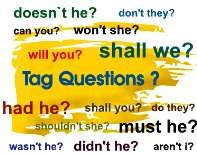 doesn`t he? don't they?
can you? won't she?
will you? shall we?
Tag Questions ?
had he? shall you? do they?
shouldn't she? must he?
wasn't he? didn't he? aren't i?